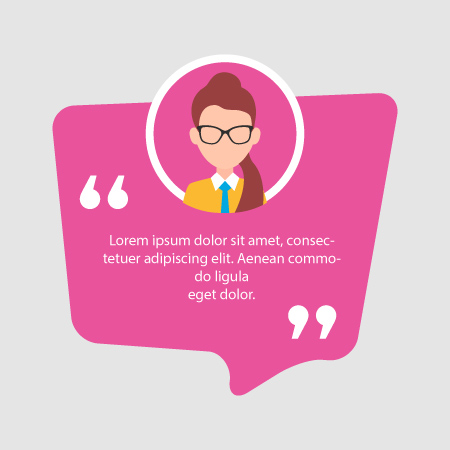 Lorem ipsum dolor sit amet, consec-
tetuer adipiscing elit. Aenean commo-
do ligula
eget dolor.